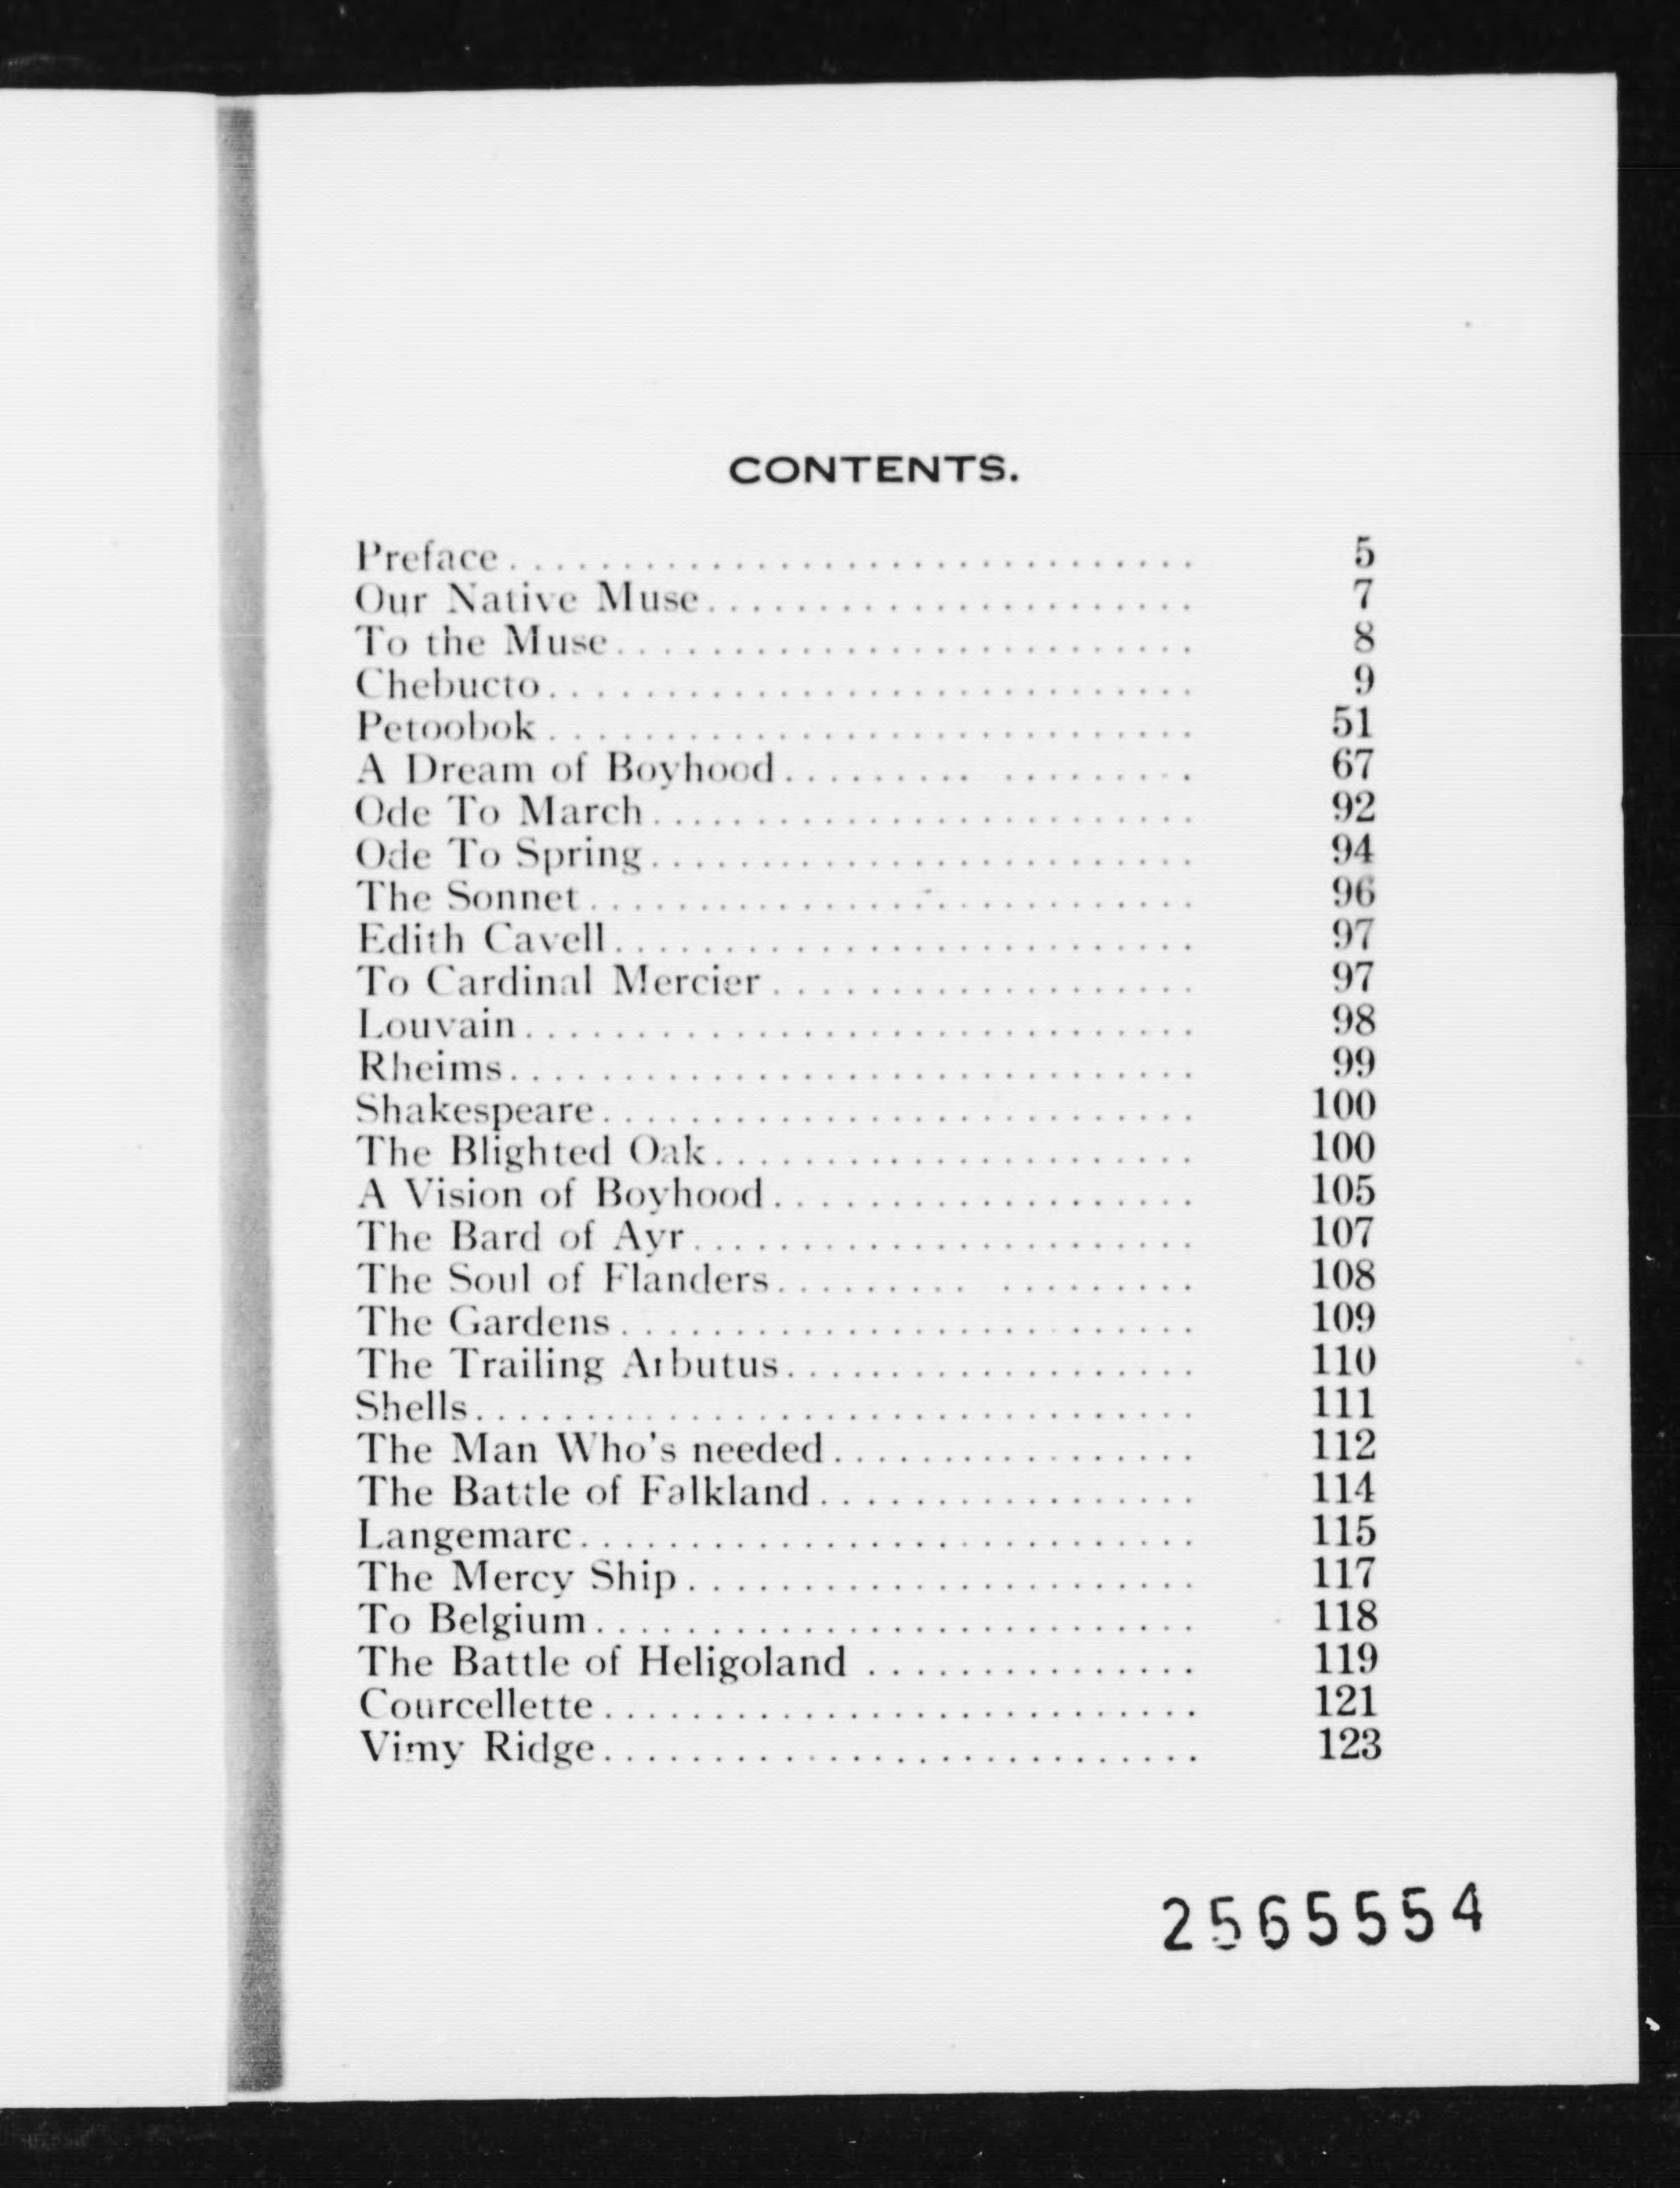 CONTENTS.
Preface................................ 5
Our Native Muse...................... 7
To the Muse.......................... 8
Chebucto............................. 9
Petoobok............................. 51
A Dream of Boyhood......... ......... 67
Ode To March......................... 92
Ode To Spring........................ 94
The Sonnet........................... 96
Edith Cavell......................... 97
To Cardinal Mercier................... 97
Louvain.............................. 98
Rheims............................... 99
Shakespeare.......................... 100
The Blighted Oak...................... 100
A Vision of Boyhood................... 105
The Bard of Ayr....................... 107
The Soul of Flanders......... ......... 108
The Gardens.......................... 109
The Trailing Arbutus.................. 110
Shells................................ 111
The Man Who's needed................ 112
The Battle of Falkland................. 114
Langemarc........................... 115
The Mercy Ship....................... 117
To Belgium........................... 118
The Battle of Heligoland ............... 119
Courcellette.......................... 121
Vimy Ridge........................... 123
2565554